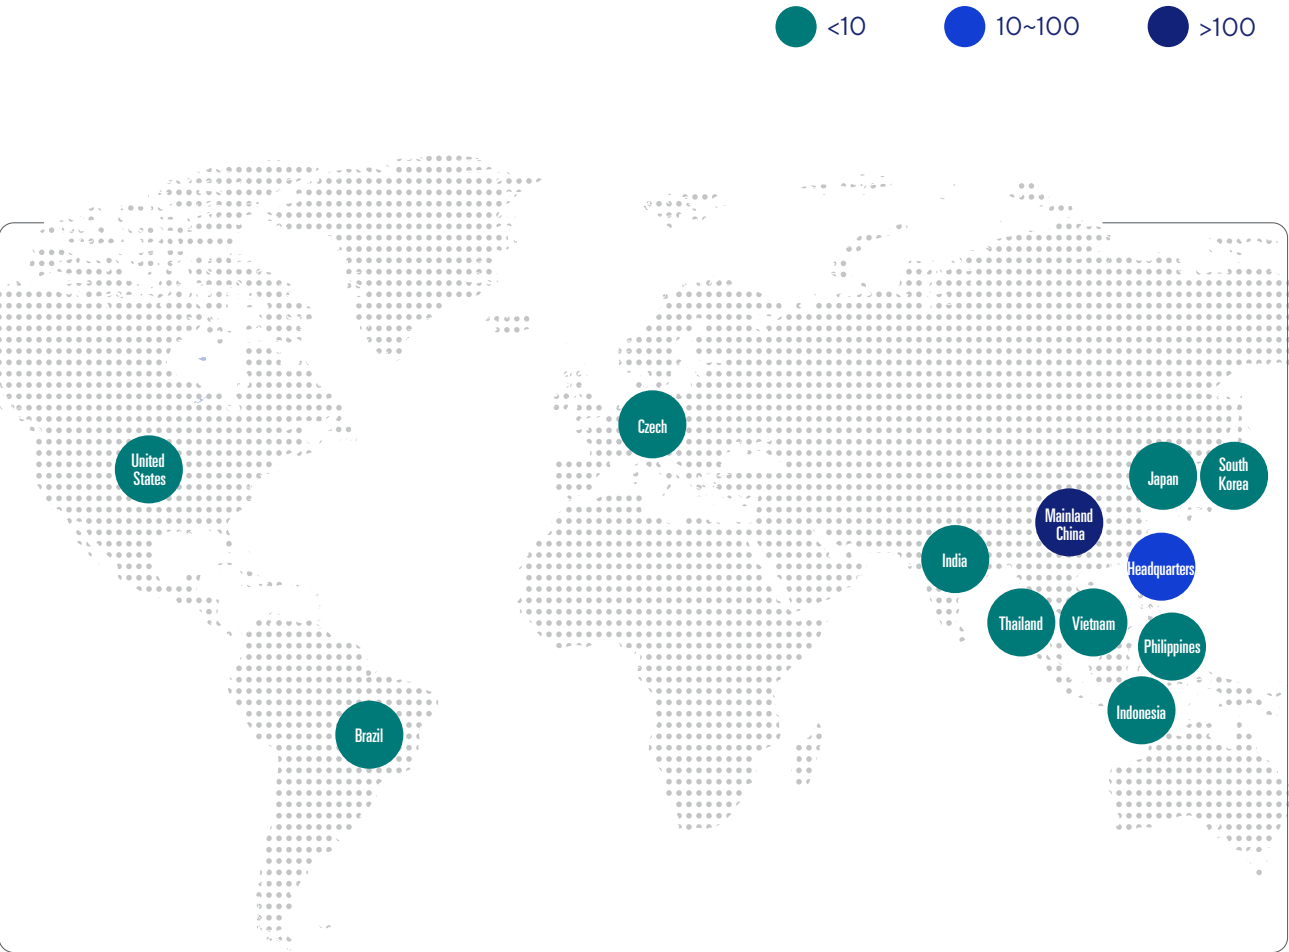 <10
10~100
>100
Czech
United
States
Japan
South
Korea
Mainland
China
India
Headquarters
Thailand
Vietnam
Philippines
Indonesia
Brazil